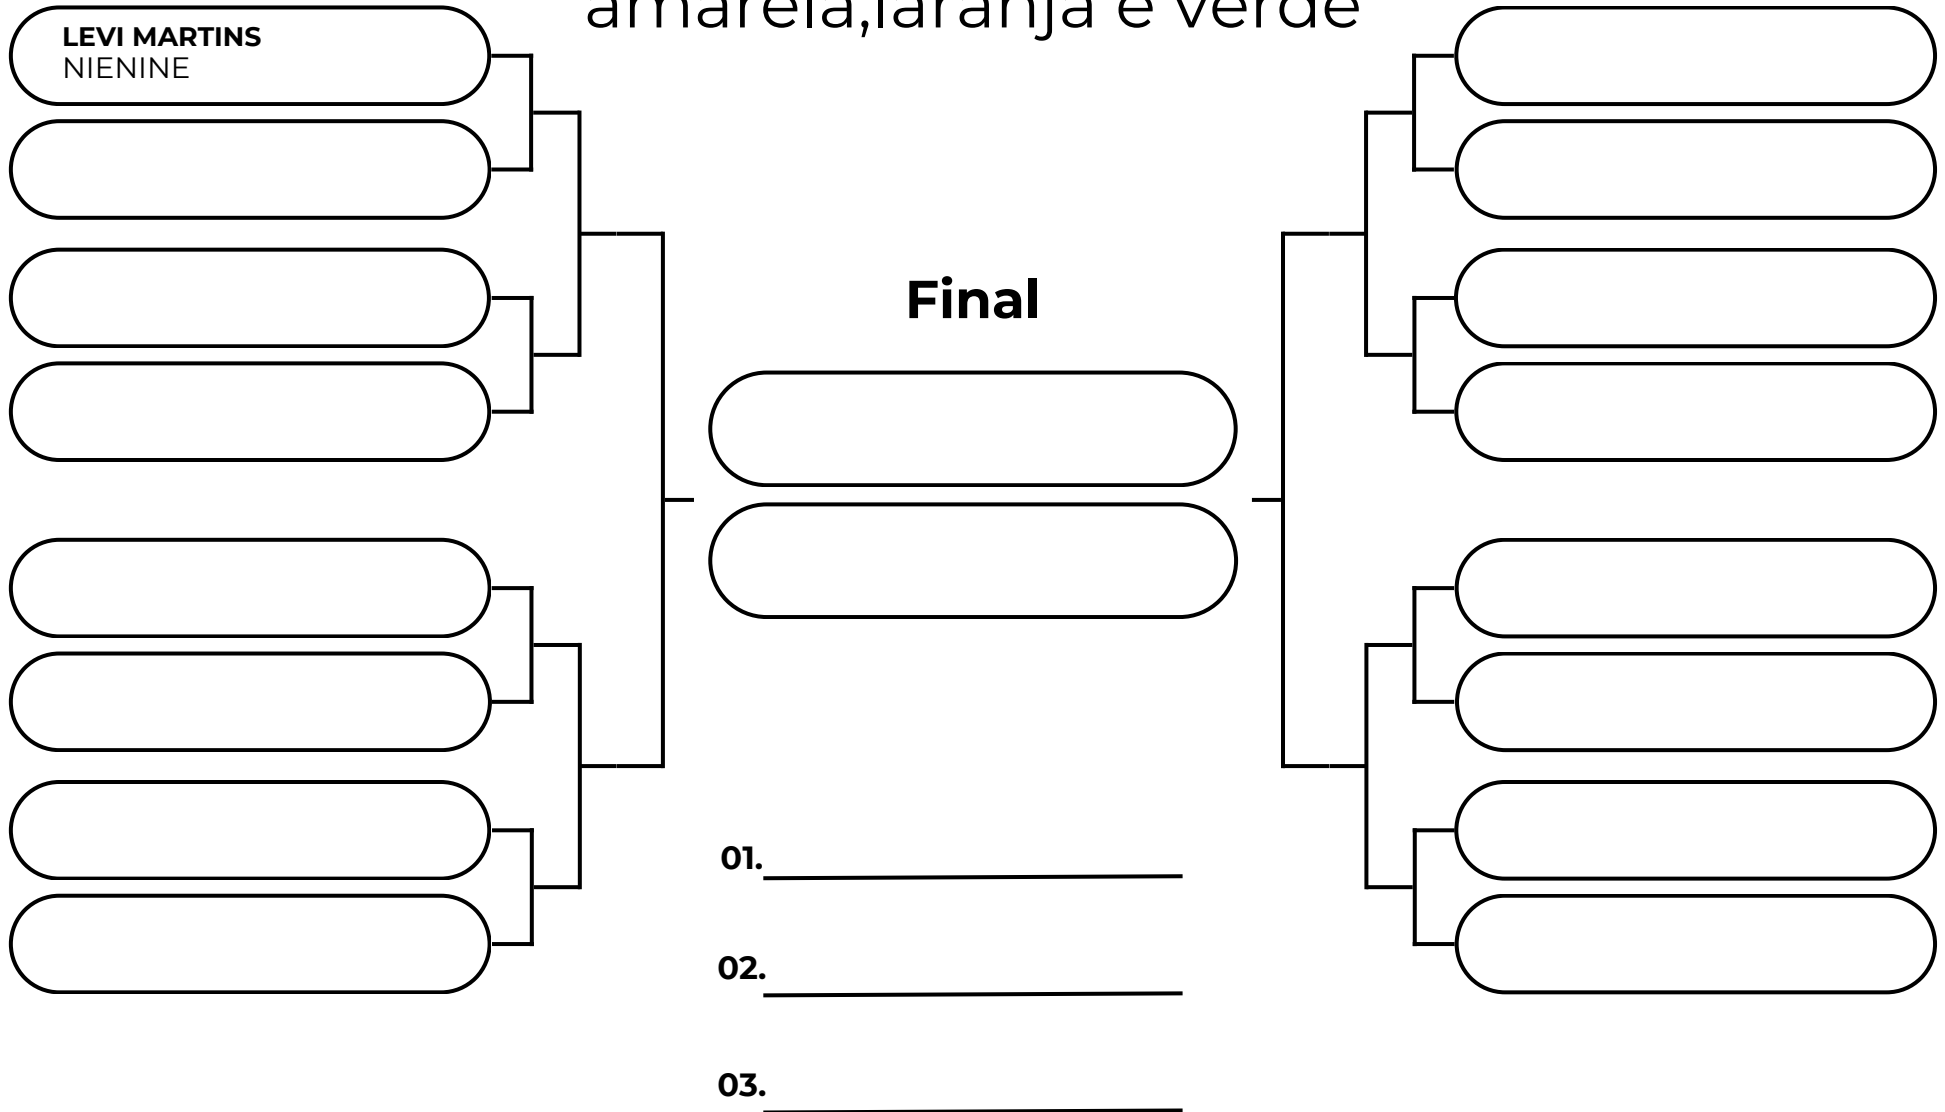 amarela,laranja e verde
LEVI MARTINS
NIENINE
Final
01.
02.
03.